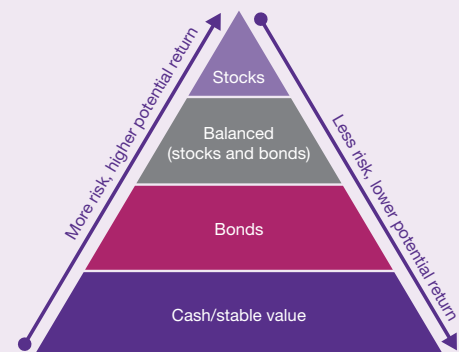 More risk, higher potential return
Less risk, lower potential return
Stocks
Balanced
(stocks and bonds)
Bonds
Cash/stable value